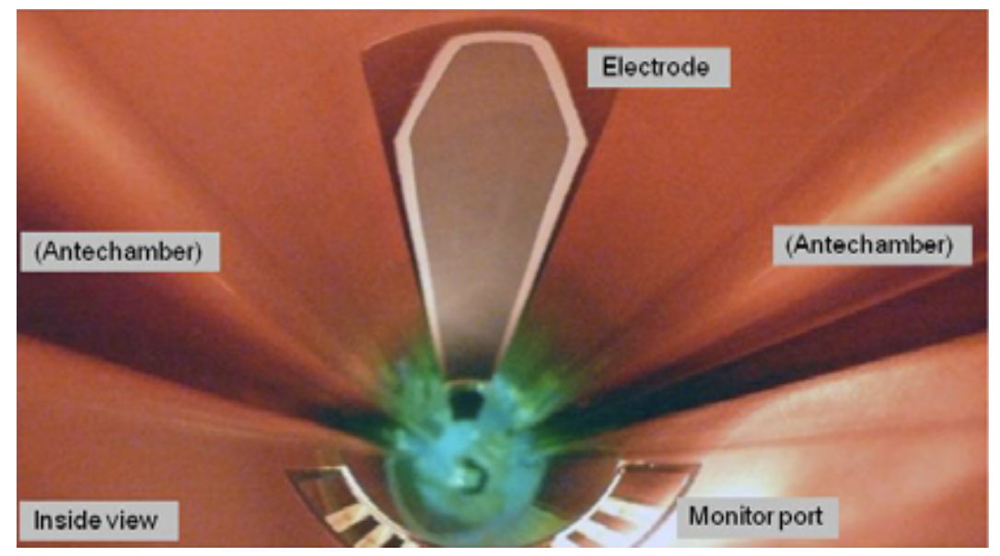 Electrode
(Antechamber)
(Antechamber)
Inside view
Monitor port